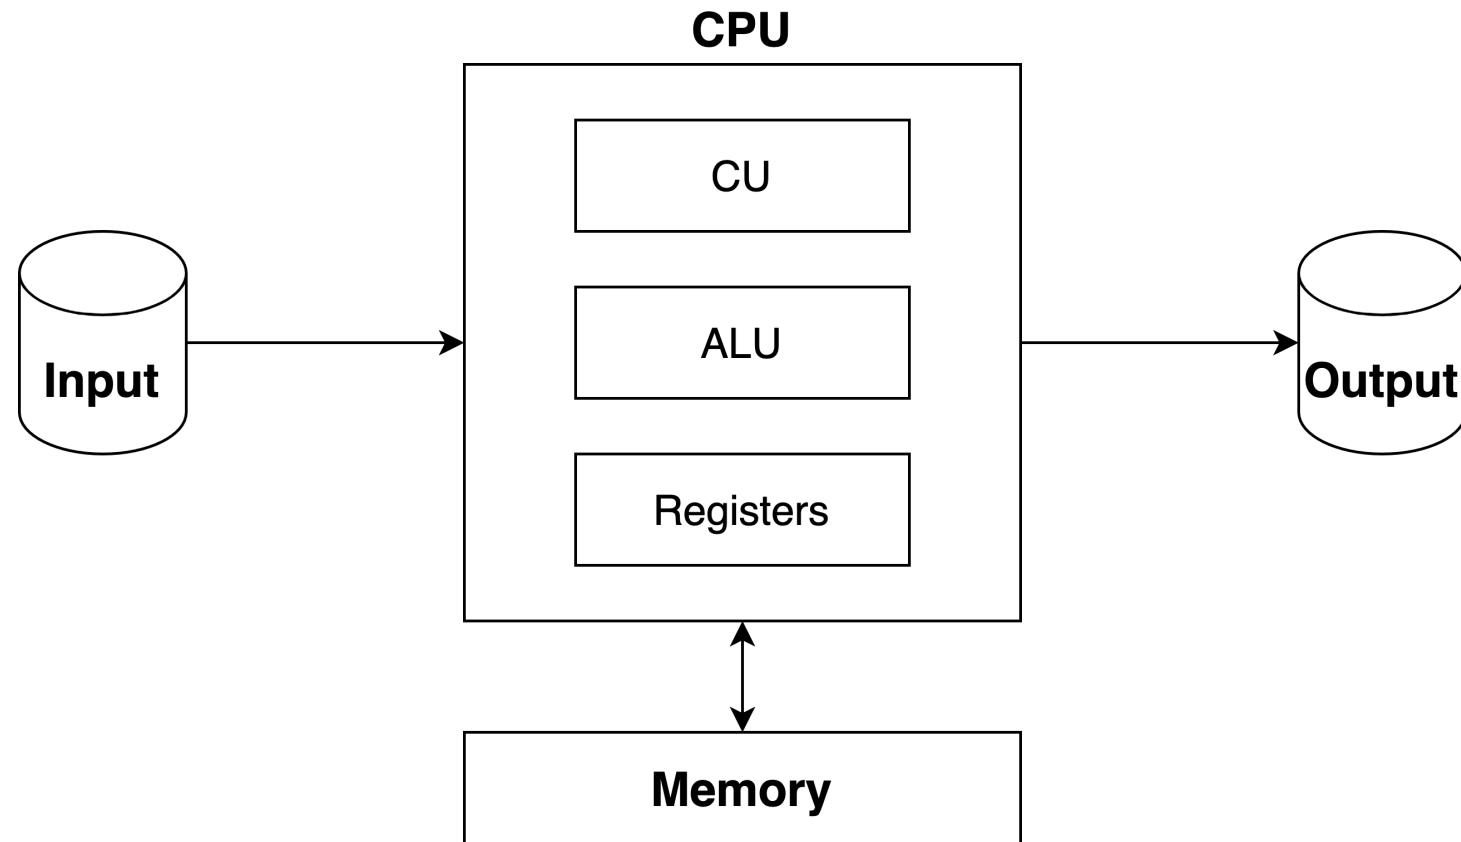 CPU
CU
Input
ALU
Output
Registers
Memory